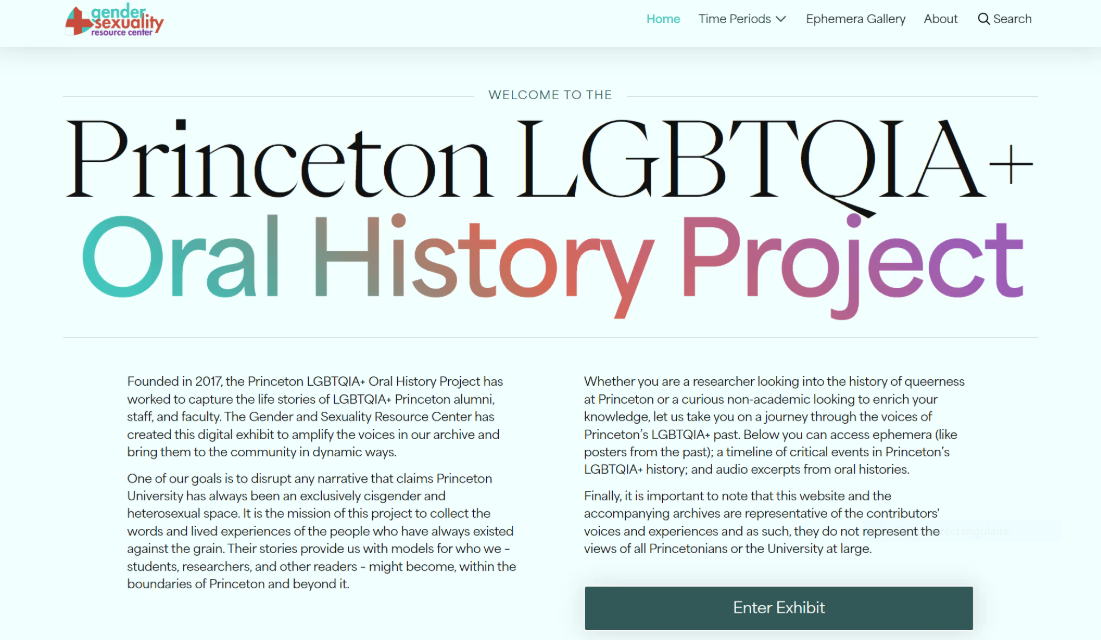 gender
sexuality
resource center
Home
Time Periods
Ephemera Gallery
About
Search
WELCOME TO THE
Princeton LGBTQIA+
Oral History Project
Founded in 2017, the Princeton LGBTQIA+ Oral History Project has
worked to capture the life stories of LGBTQIA+ Princeton alumni,
staff, and faculty. The Gender and Sexuality Resource Center has
created this digital exhibit to amplify the voices in our archive and
bring them to the community in dynamic ways.
One of our goals is to disrupt any narrative that claims Princeton
University has always been an exclusively cisgender and
heterosexual space. It is the mission of this project to collect the
words and lived experiences of the people who have always existed
against the grain. Their stories provide us with models for who we –
students, researchers, and other readers – might become, within the
boundaries of Princeton and beyond it.
Whether you are a researcher looking into the history of queerness
at Princeton or a curious non-academic looking to enrich your
knowledge, let us take you on a journey through the voices of
Princeton's LGBTQIA+ past. Below you can access ephemera (like
posters from the past); a timeline of critical events in Princeton's
LGBTQIA+ history; and audio excerpts from oral histories.
Finally, it is important to note that this website and the
accompanying archives are representative of the contributors'
voices and experiences and as such, they do not represent the
views of all Princetonians or the University at large.
Enter Exhibit